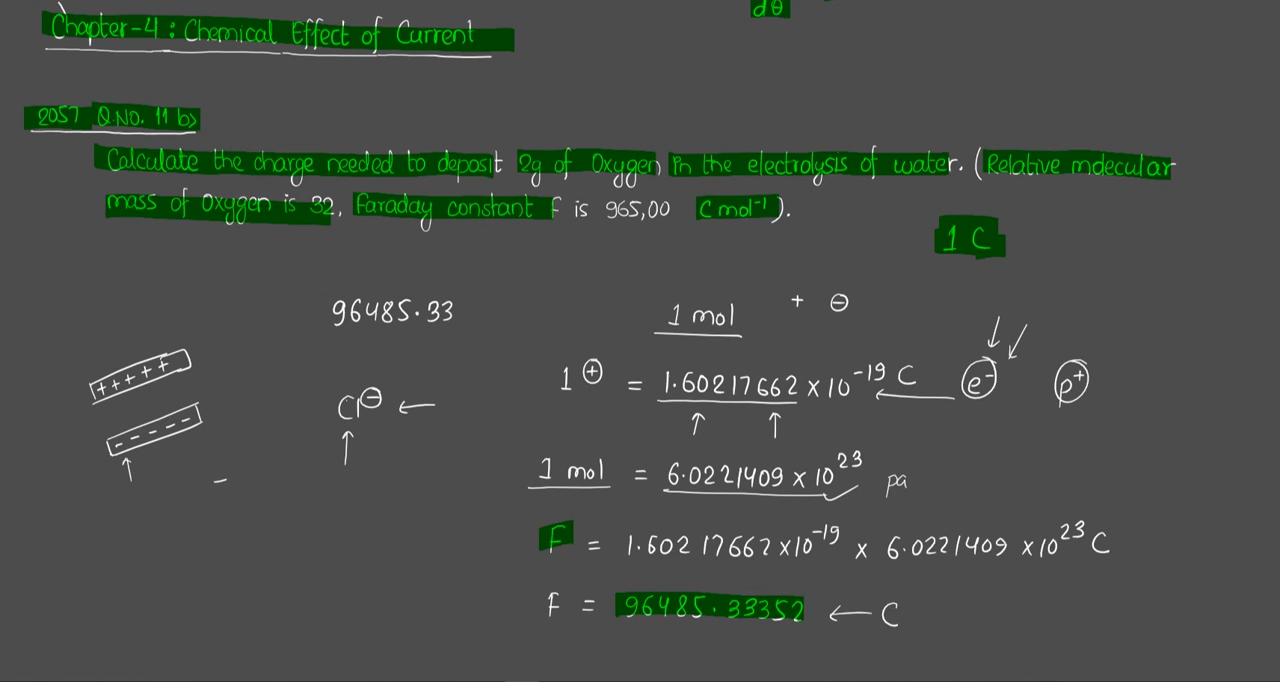 dθ
Chapter-4 : Chemical Effect of Current
2057 Q.NO. 11 b>
Calculate the charge needed to deposit 2g of Oxygen in the electrolysis of water. (Relative molecular
mass of oxygen is 32, faraday constant f is 965,00 C mol⁻¹).
1 C
96485.33
1 mol + ⊖
+ + + + +
1 ⊕ = 1.60217662 × 10⁻¹⁹ C ← e⁻ p⁺
Cl⊖ ←
- - - - -
1 mol = 6.0221409 × 10²³ pa
F = 1.60217662 × 10⁻¹⁹ × 6.0221409 × 10²³ C
F = 96485.33352 ← C